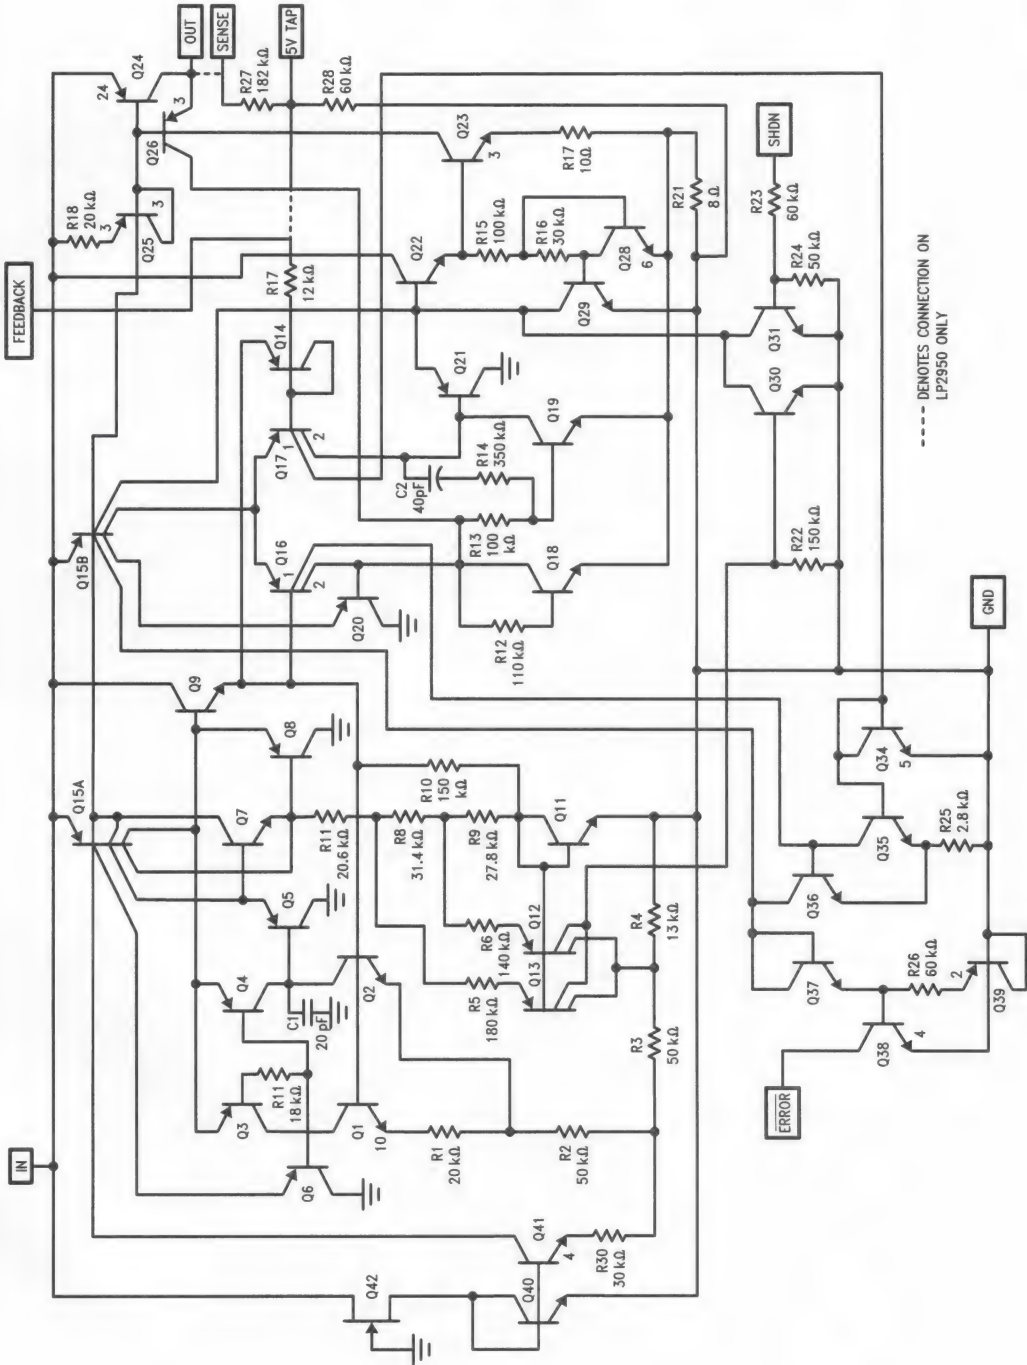 IN
FEEDBACK
Q15A
Q15B
R18
20 kΩ
24
Q24
3
Q25
3
Q26
3
OUT
SENSE
R27
182 kΩ
5V TAP
R28
60 kΩ
Q9
Q3
R11
18 kΩ
Q4
Q5
Q7
Q8
Q6
C1
20 pF
Q2
Q1
10
R11
20.6 kΩ
R8
31.4 kΩ
R9
27.8 kΩ
R10
150
kΩ
Q11
Q20
Q16
1
2
Q17
1
2
Q14
R17
12 kΩ
Q22
Q21
C2
40pF
R14
350kΩ
R13
100
kΩ
R12
110kΩ
Q18
Q19
Q23
3
R15
100 kΩ
R16
30 kΩ
Q29
Q28
6
R17
10Ω
R21
8 Ω
Q42
Q40
Q41
4
R30
30 kΩ
R1
20 kΩ
R2
50 kΩ
R5
180 kΩ
R6
140 kΩ
Q13
Q12
R3
50 kΩ
R4
13 kΩ
R22
150 kΩ
Q30
Q31
R24
50 kΩ
R23
60 kΩ
SHDN
ERROR
Q38
4
Q37
R26
60 kΩ
2
Q39
Q36
Q35
R25
2.8 kΩ
Q34
5
GND
---- DENOTES CONNECTION ON
LP2950 ONLY